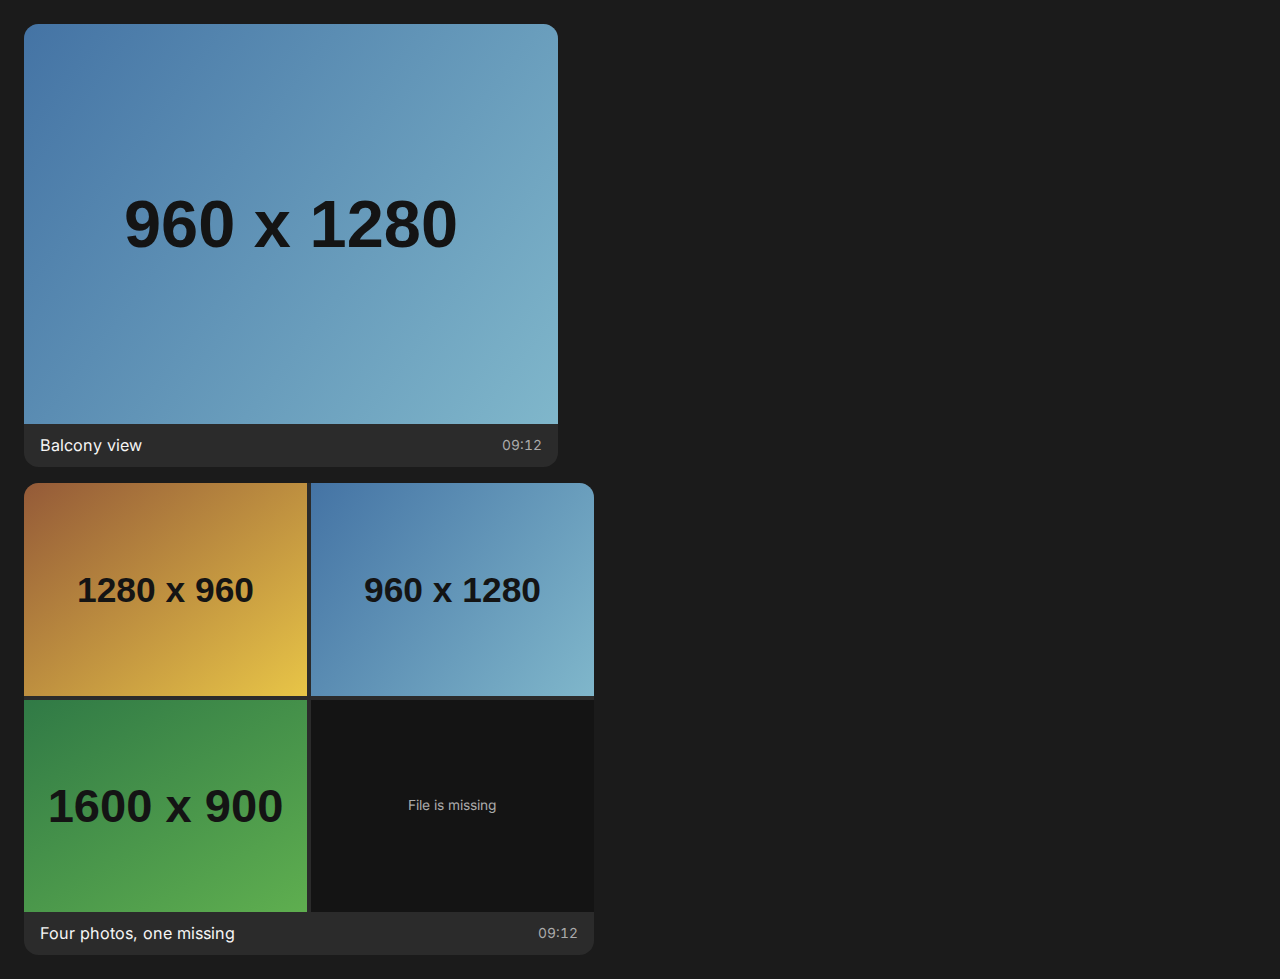 960 x 1280
Balcony view 09:12
1280 x 960 960 x 1280
1600 x 900 File is missing
Four photos, one missing 09:12